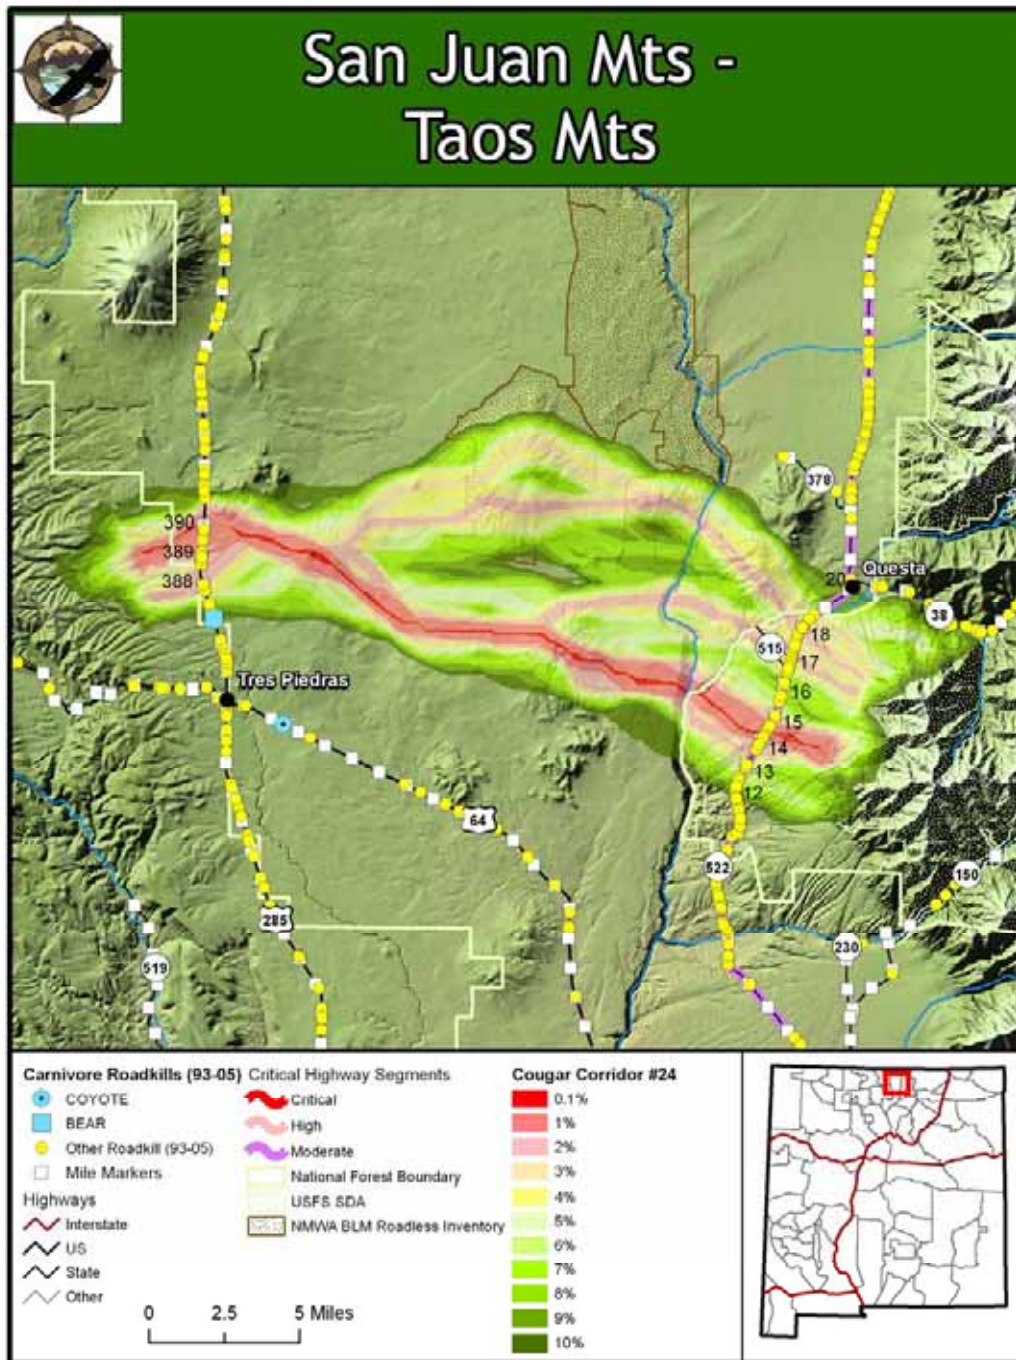 San Juan Mts -
Taos Mts
378
390
389
388
20
Questa
38
18
515
17
16
15
14
13
12
Tres Piedras
64
522
150
285
230
519
Carnivore Roadkills (93-05)
COYOTE
BEAR
Other Roadkill (93-05)
Mile Markers
Highways
Interstate
US
State
Other
Critical Highway Segments
Critical
High
Moderate
National Forest Boundary
USFS SDA
NMWA BLM Roadless Inventory
0 2.5 5 Miles
Cougar Corridor #24
0.1%
1%
2%
3%
4%
5%
6%
7%
8%
9%
10%